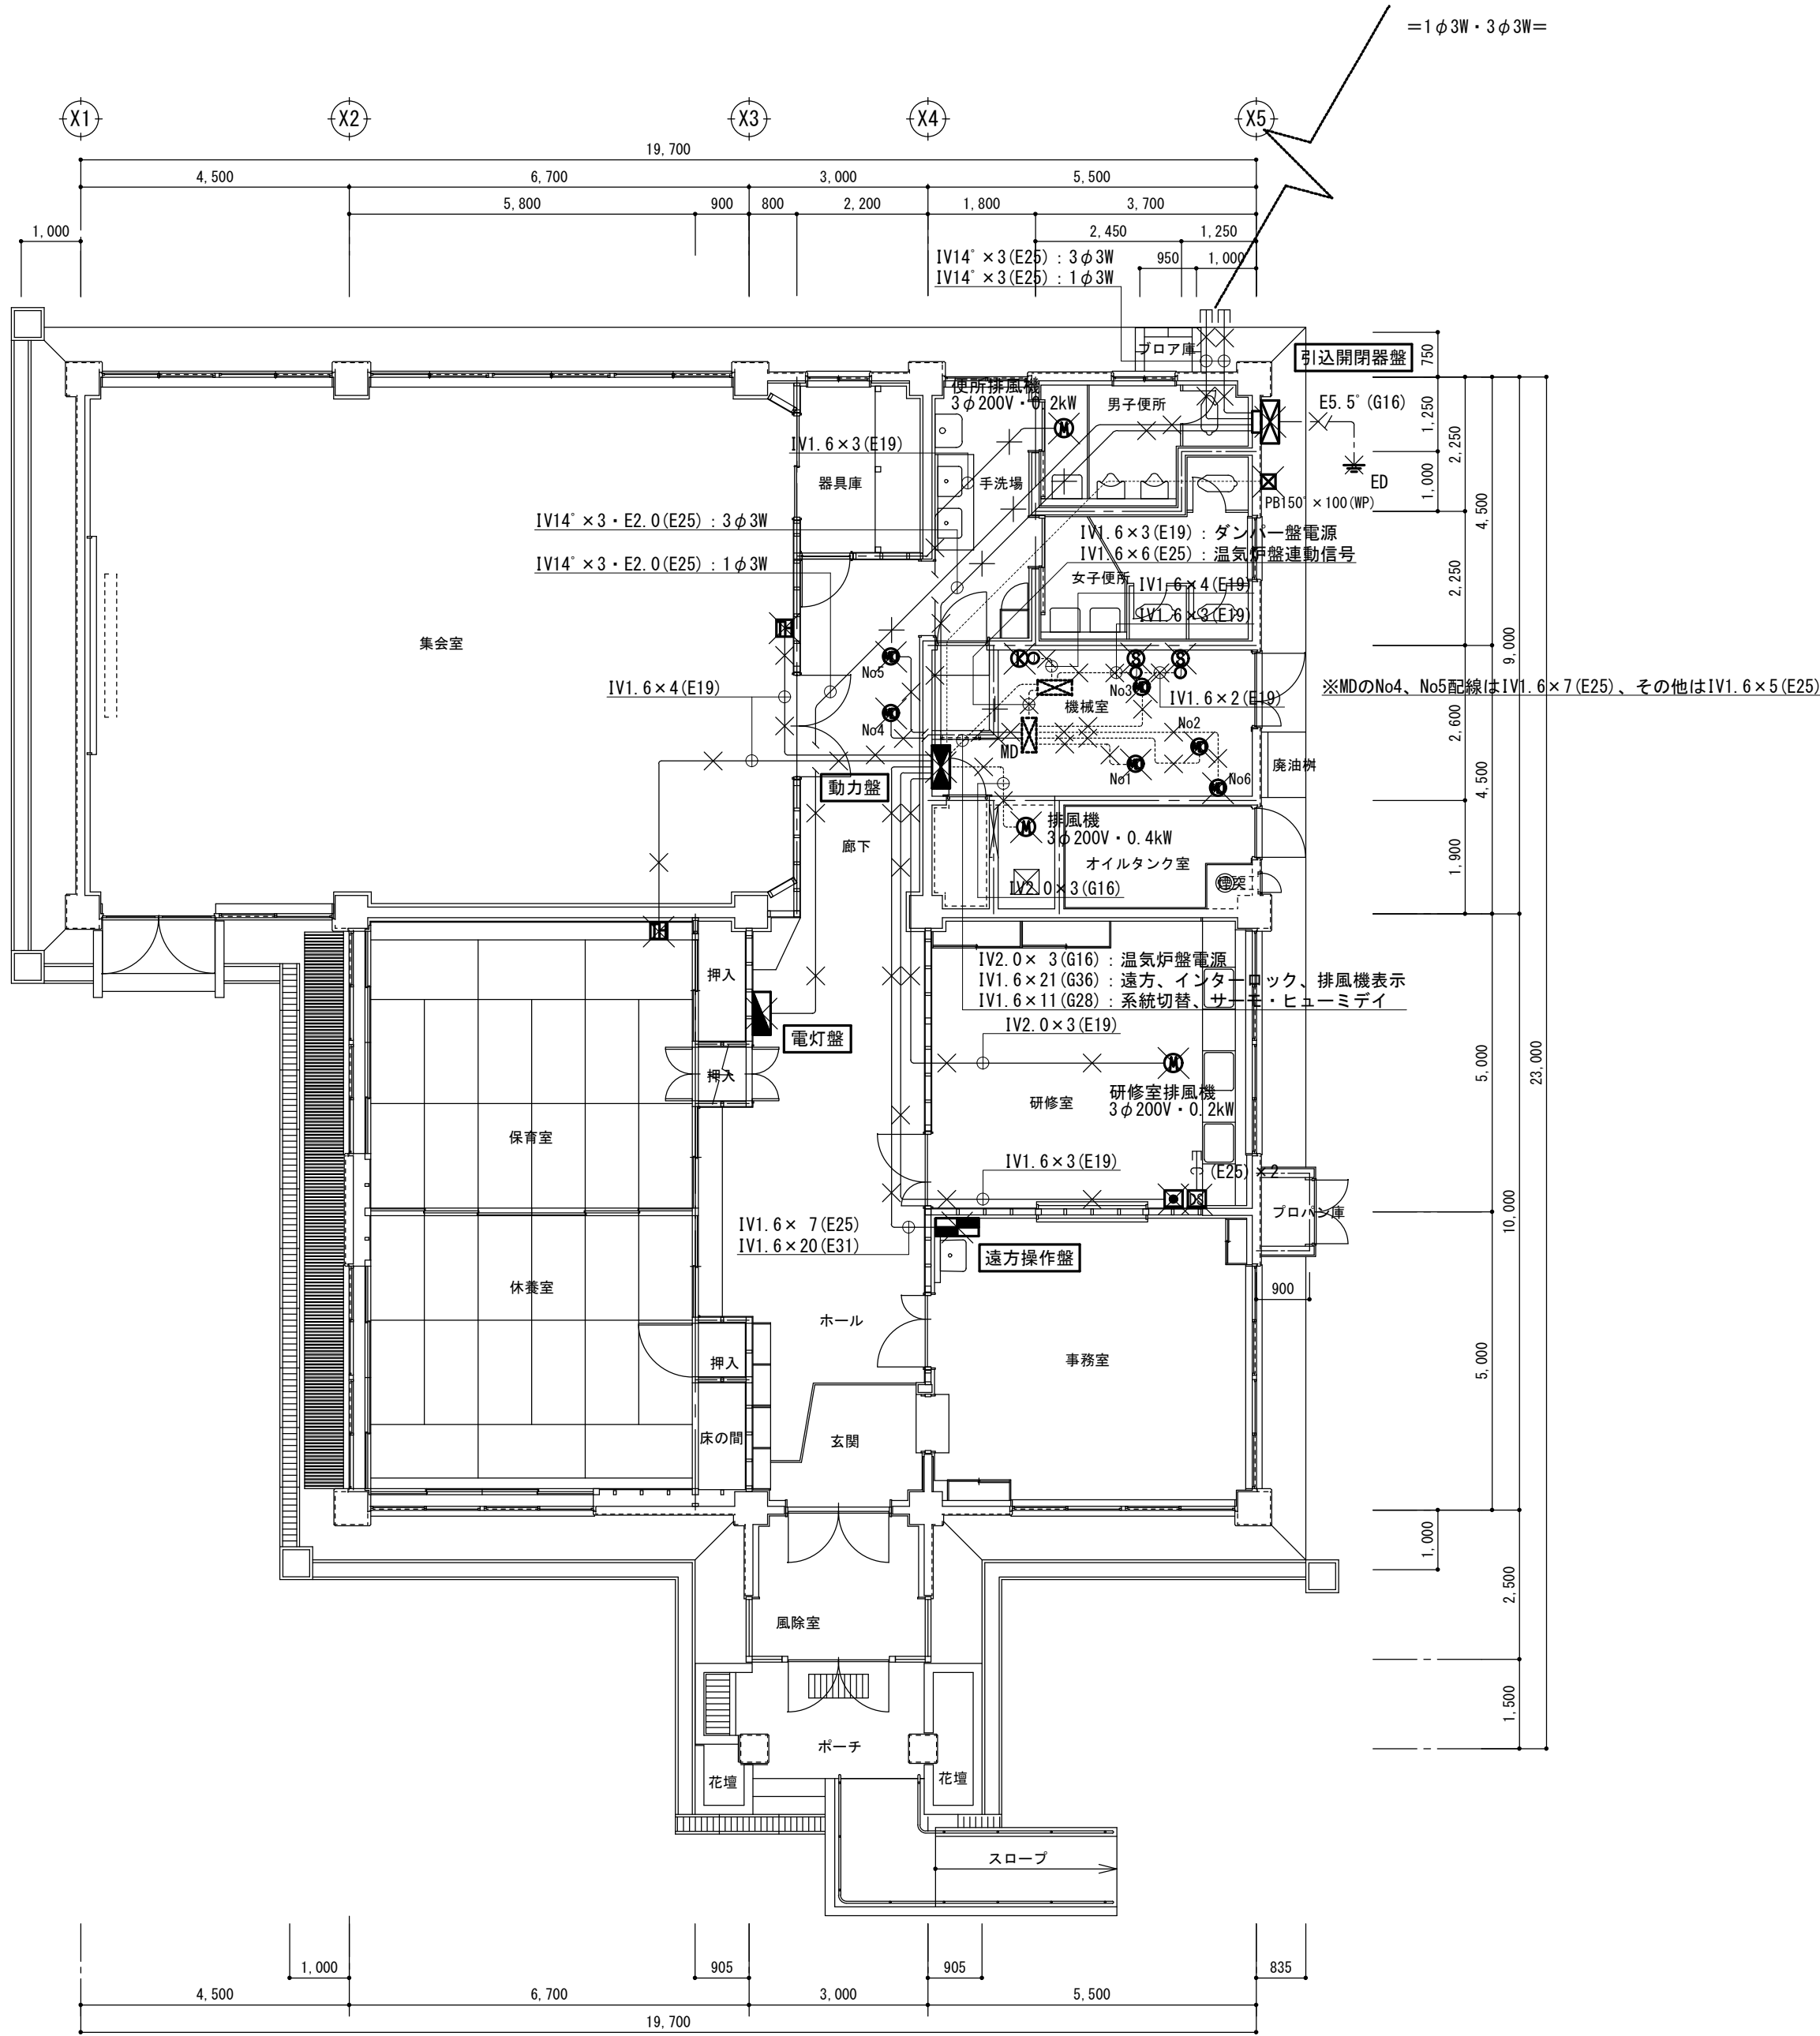 =1φ3W・3φ3W=
X1
X2
X3
X4
X5
19,700
4,500
6,700
3,000
5,500
5,800
900
800
2,200
1,800
3,700
1,000
2,450
1,250
950
1,000
IV14゜×3(E25) : 3φ3W
IV14゜×3(E25) : 1φ3W
ブロア庫
引込開閉器盤
750
便所排風機
3φ200V・0.2kW
男子便所
E5.5゜(G16)
1,250
2,250
IV1.6×3(E19)
器具庫
手洗場
ED
PB150゜×100(WP)
1,000
4,500
IV14゜×3・E2.0(E25) : 3φ3W
IV14゜×3・E2.0(E25) : 1φ3W
IV1.6×3(E19) : ダンパー盤電源
IV1.6×6(E25) : 温気炉盤連動信号
女子便所
IV1.6×4(E19)
IV1.6×3(E19)
2,250
9,000
集会室
No5
No4
IV1.6×4(E19)
No3
機械室
IV1.6×2(E19)
※MDのNo4、No5配線はIV1.6×7(E25)、その他はIV1.6×5(E25)
2,600
MD
No2
No1
No6
廃油桝
4,500
動力盤
廊下
排風機
3φ200V・0.4kW
オイルタンク室
煙突
1,900
IV2.0×3(G16)
押入
電灯盤
押入
IV2.0× 3(G16) : 温気炉盤電源
IV1.6×21(G36) : 遠方、インターロック、排風機表示
IV1.6×11(G28) : 系統切替、サーモ・ヒューミデイ
IV2.0×3(E19)
研修室排風機
3φ200V・0.2kW
研修室
5,000
23,000
保育室
IV1.6×3(E19)
(E25)×2
プロパン庫
10,000
IV1.6× 7(E25)
IV1.6×20(E31)
遠方操作盤
休養室
900
ホール
押入
事務室
5,000
床の間
玄関
1,000
2,500
風除室
1,500
ポーチ
花壇
花壇
スロープ
1,000
905
905
835
4,500
6,700
3,000
5,500
19,700